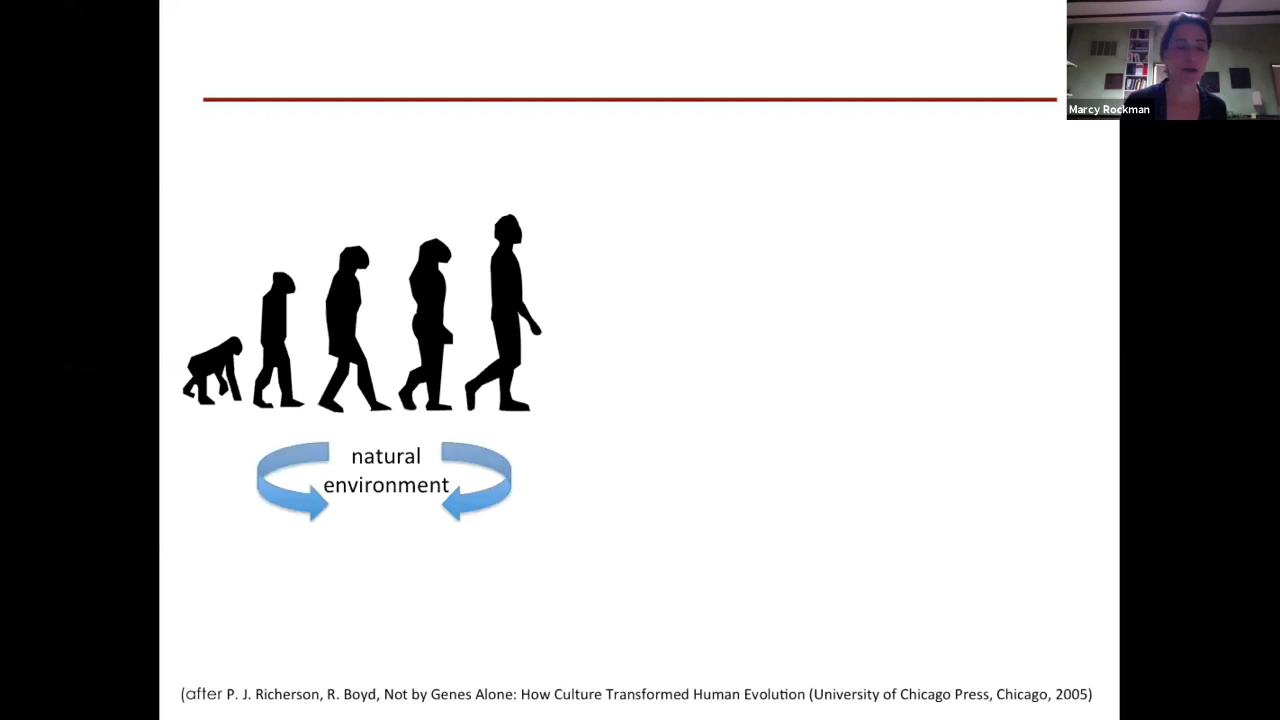 Marcy Rockman
natural
environment
(after P. J. Richerson, R. Boyd, Not by Genes Alone: How Culture Transformed Human Evolution (University of Chicago Press, Chicago, 2005)